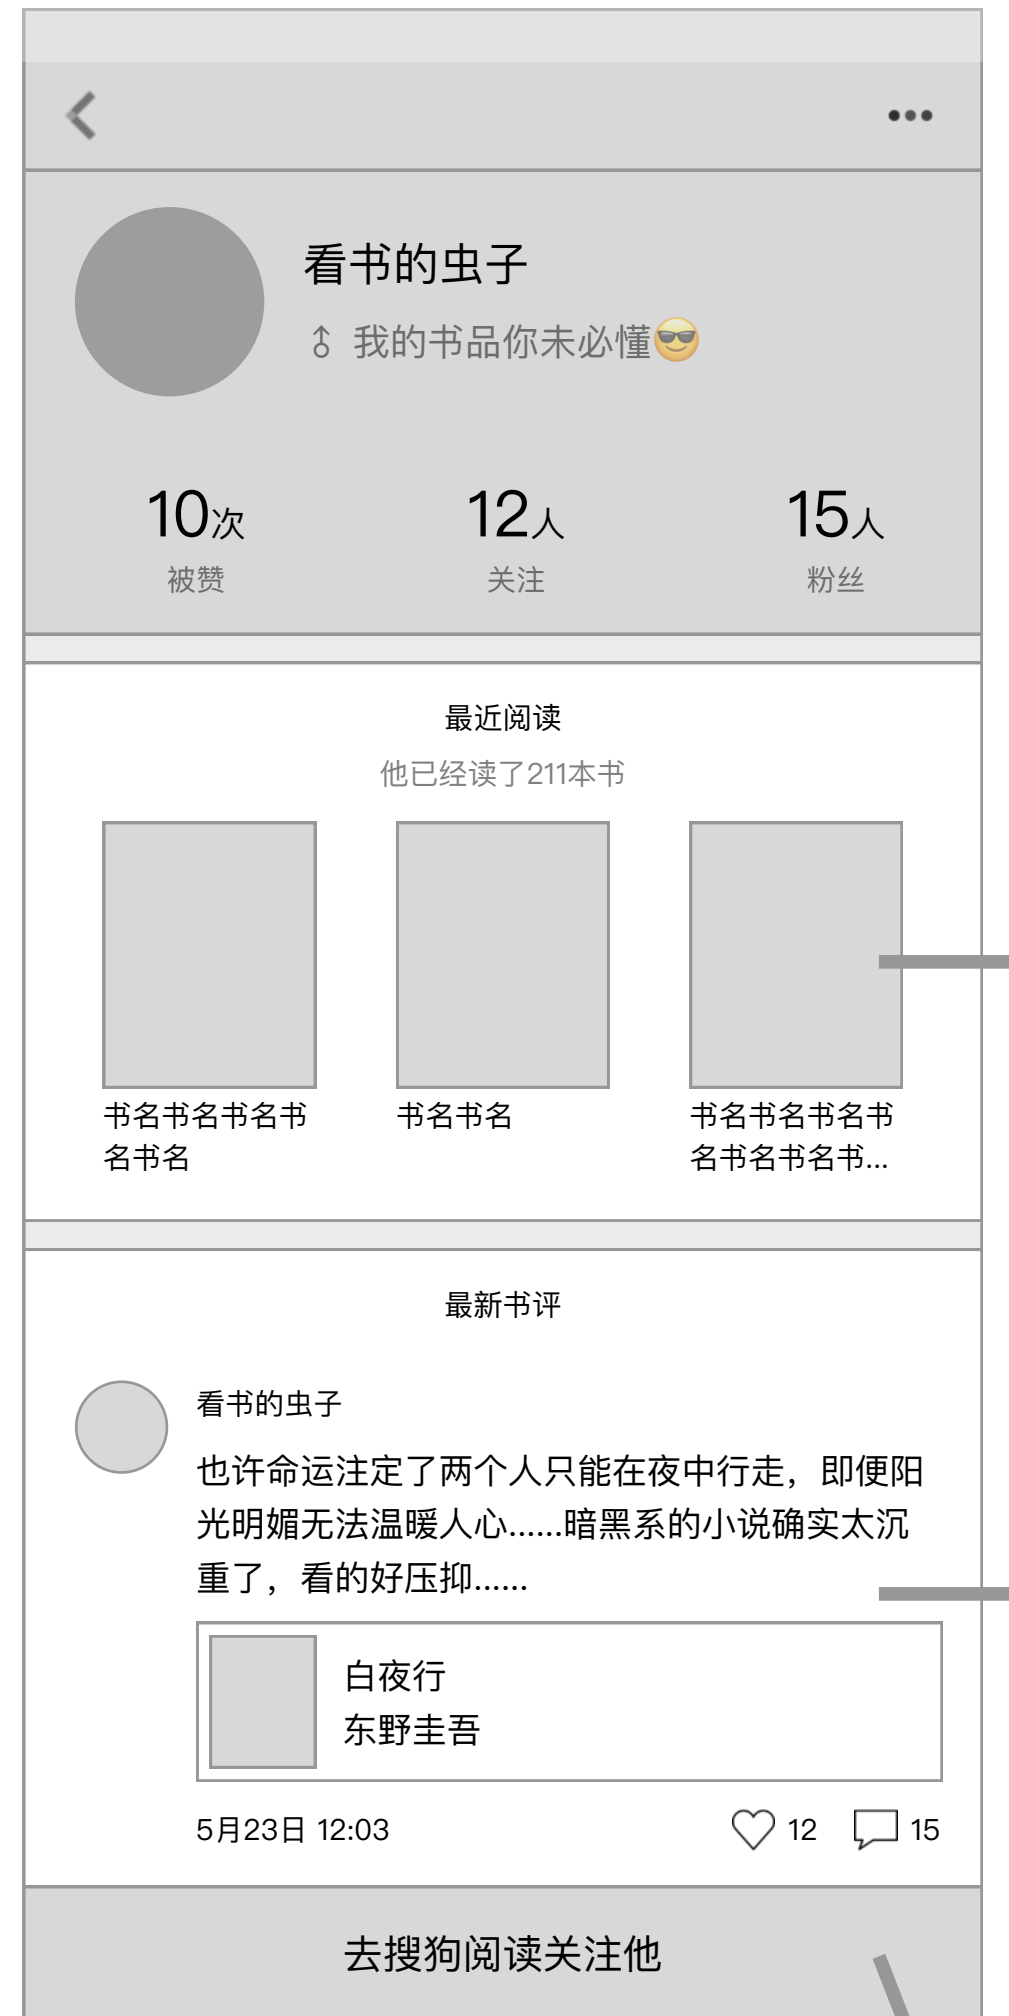 看书的虫子
我的书品你未必懂😎
10次
12人
15人
被赞
关注
粉丝
最近阅读
他已经读了211本书
书名书名书名书
名书名
书名书名
书名书名书名书
名书名书名书...
最新书评
看书的虫子
也许命运注定了两个人只能在夜中行走，即便阳
光明媚无法温暖人心......暗黑系的小说确实太沉
重了，看的好压抑......
白夜行
东野圭吾
5月23日 12:03
12
15
去搜狗阅读关注他